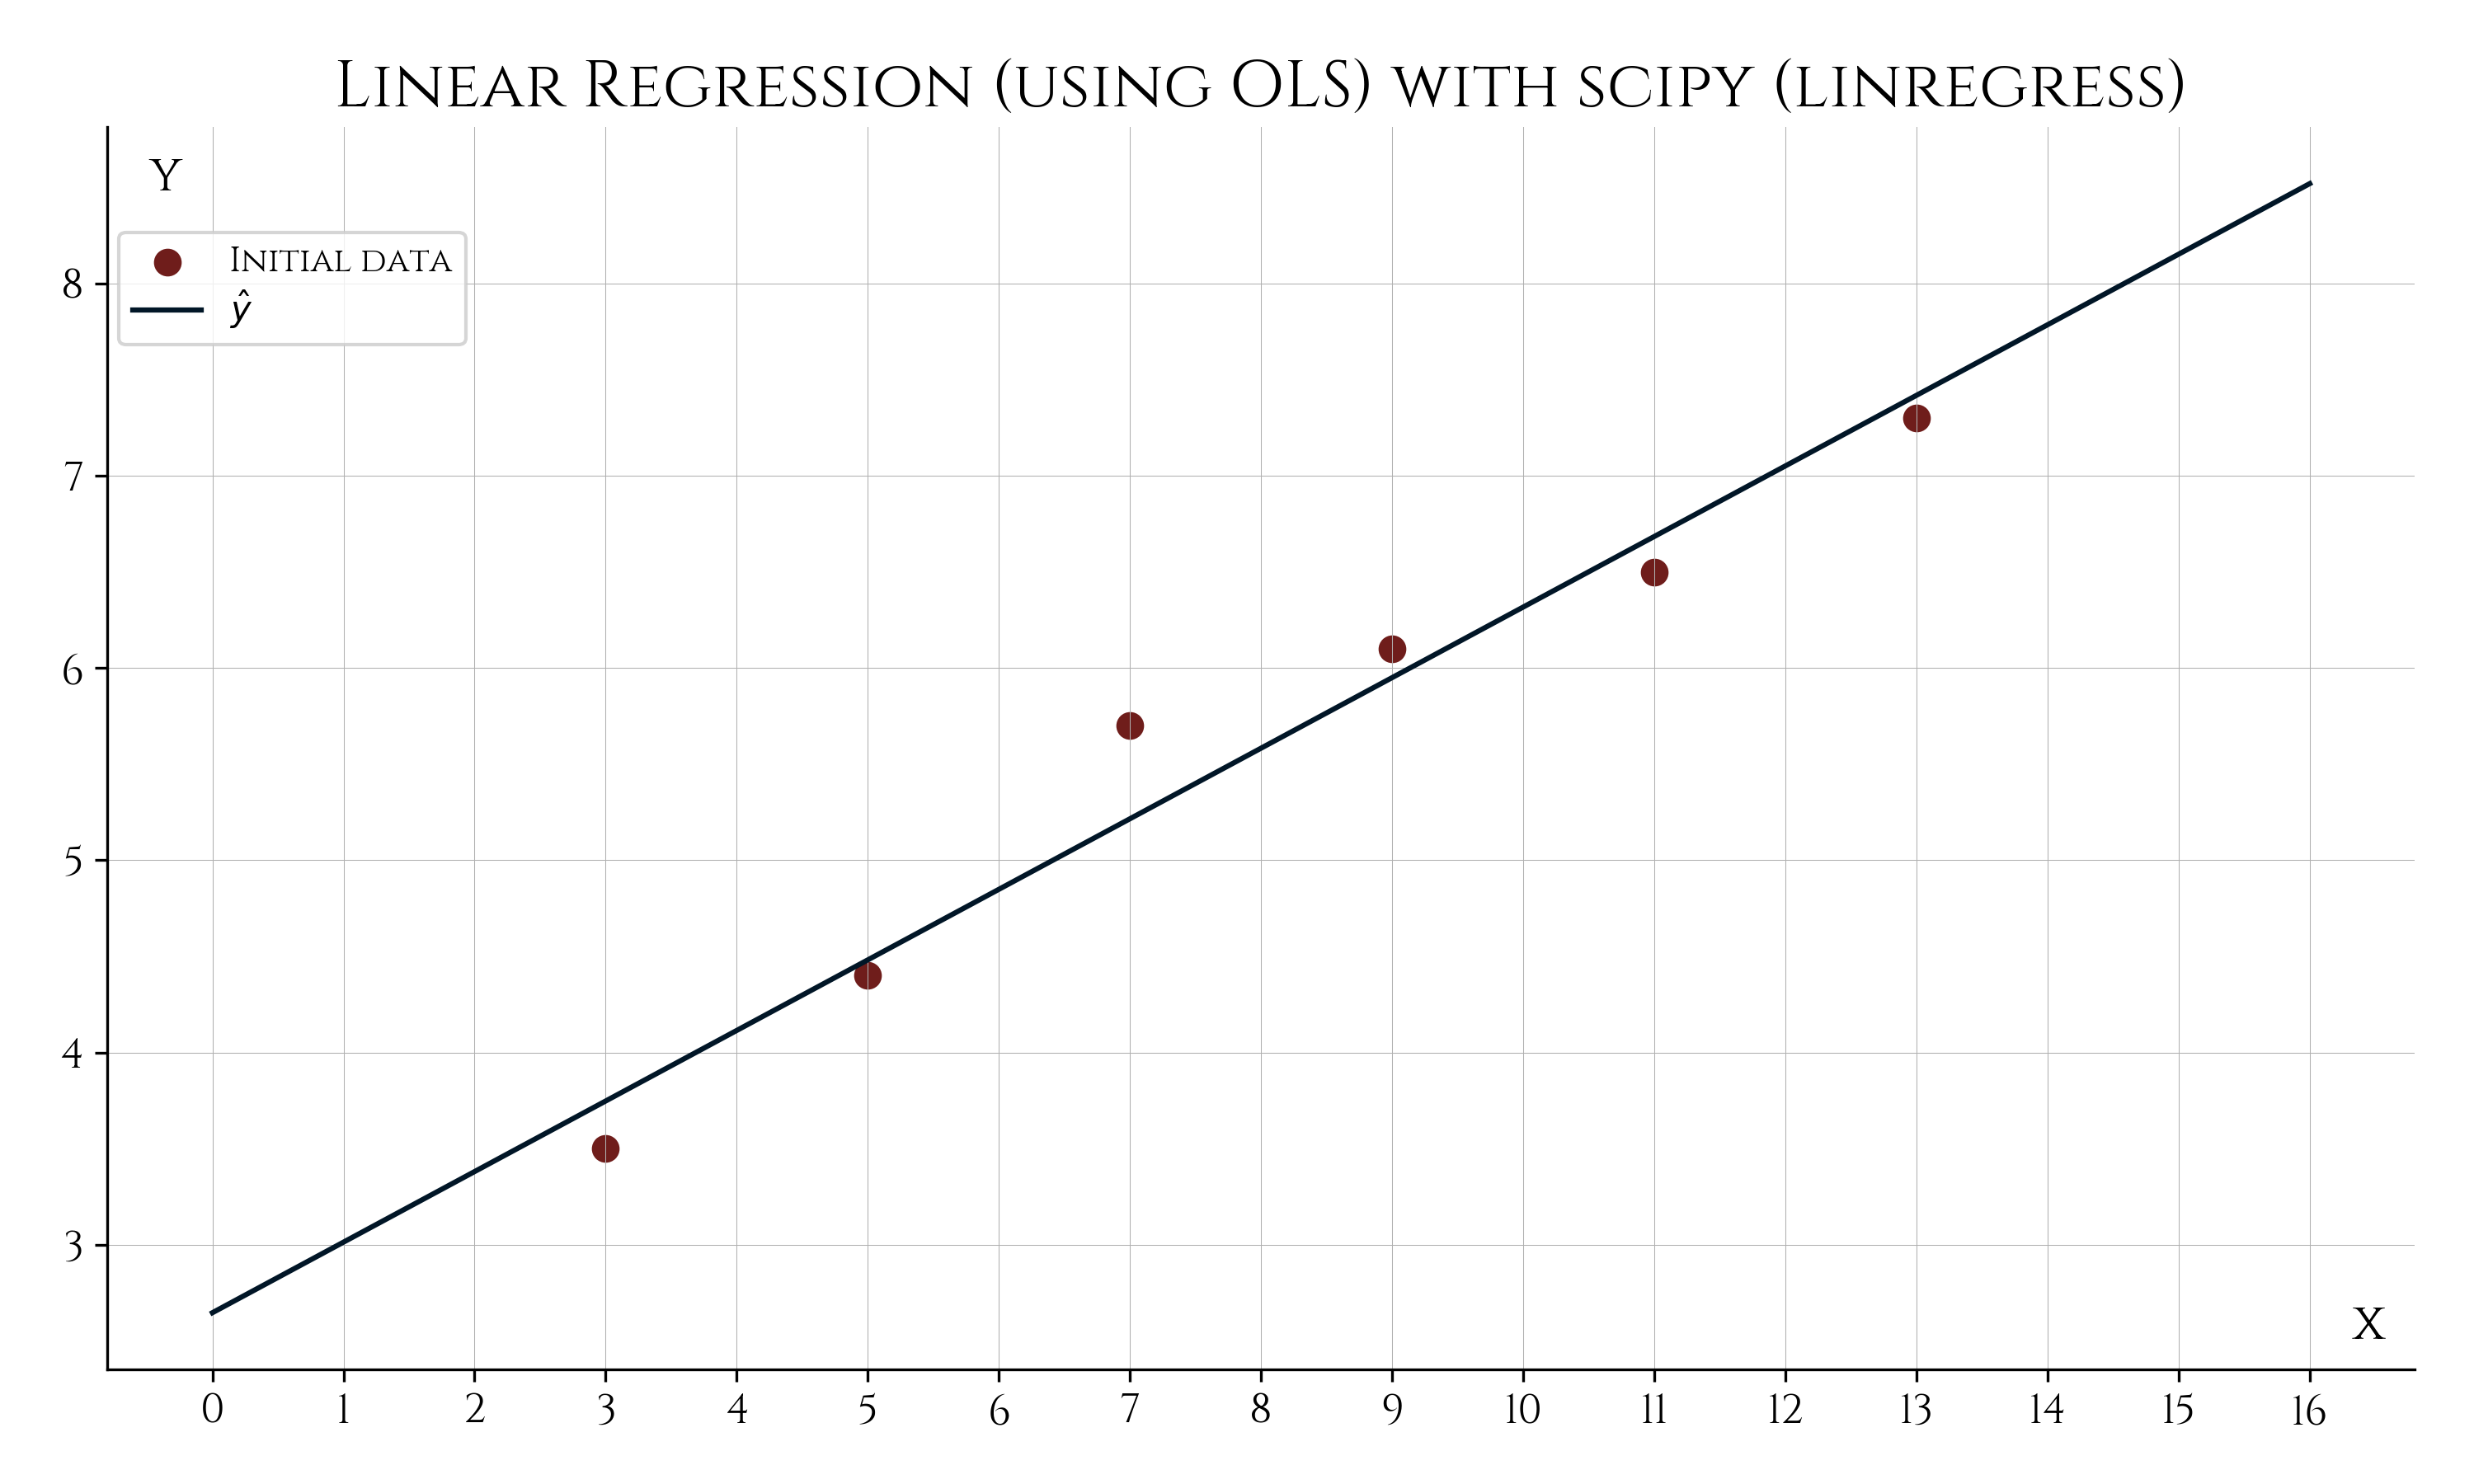 Linear Regression (using OLS) with scipy (linregress)
Y
Initial data
ŷ
8
7
6
5
4
3
X
0 1 2 3 4 5 6 7 8 9 10 11 12 13 14 15 16